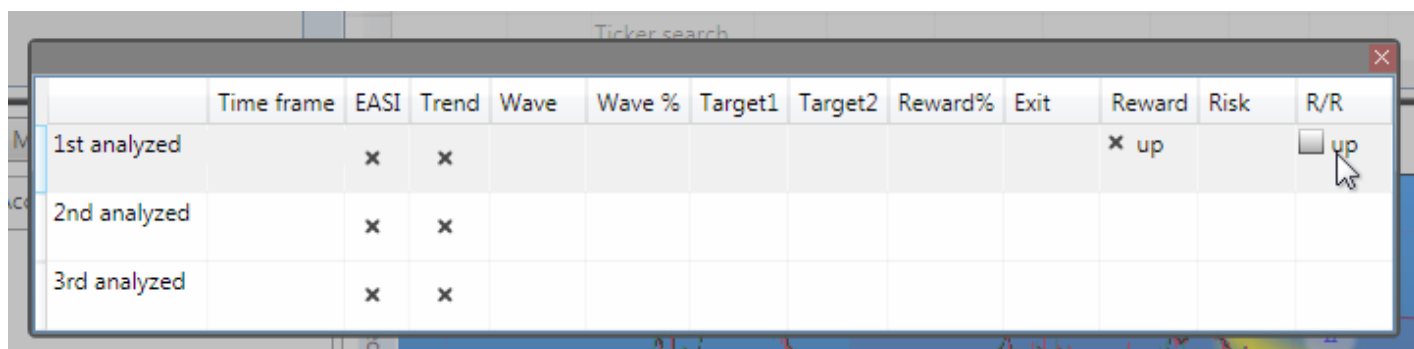 Ticker search
Time frame EASI Trend Wave Wave % Target1 Target2 Reward% Exit Reward Risk R/R
1st analyzed up up
2nd analyzed
3rd analyzed